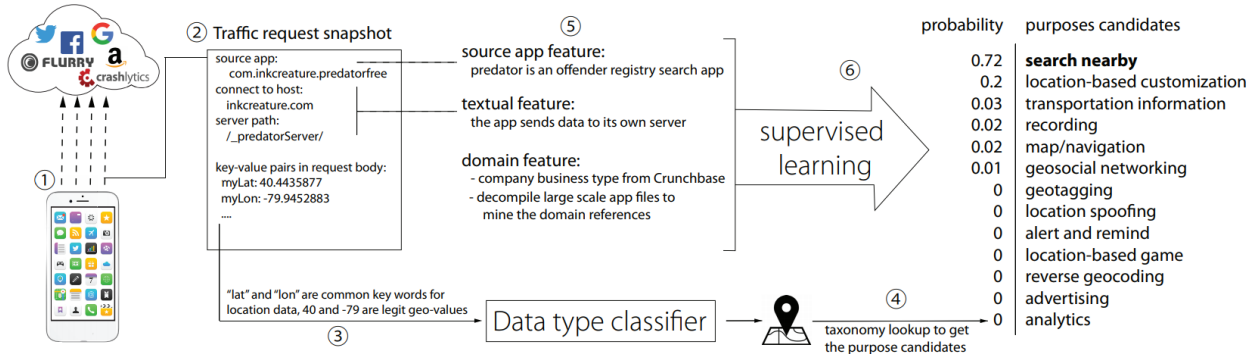 FLURRY
a
crashlytics
①
② Traffic request snapshot
source app:
com.inkcreature.predatorfree
connect to host:
inkcreature.com
server path:
/_predatorServer/
key-value pairs in request body:
myLat: 40.4435877
myLon: -79.9452883
....
"lat" and "lon" are common key words for
location data, 40 and -79 are legit geo-values
③
Data type classifier
④
taxonomy lookup to get
the purpose candidates
⑤
source app feature:
predator is an offender registry search app
textual feature:
the app sends data to its own server
domain feature:
- company business type from Crunchbase
- decompile large scale app files to
mine the domain references
⑥
supervised
learning
probability purposes candidates
0.72 search nearby
0.2 location-based customization
0.03 transportation information
0.02 recording
0.02 map/navigation
0.01 geosocial networking
0 geotagging
0 location spoofing
0 alert and remind
0 location-based game
0 reverse geocoding
0 advertising
0 analytics